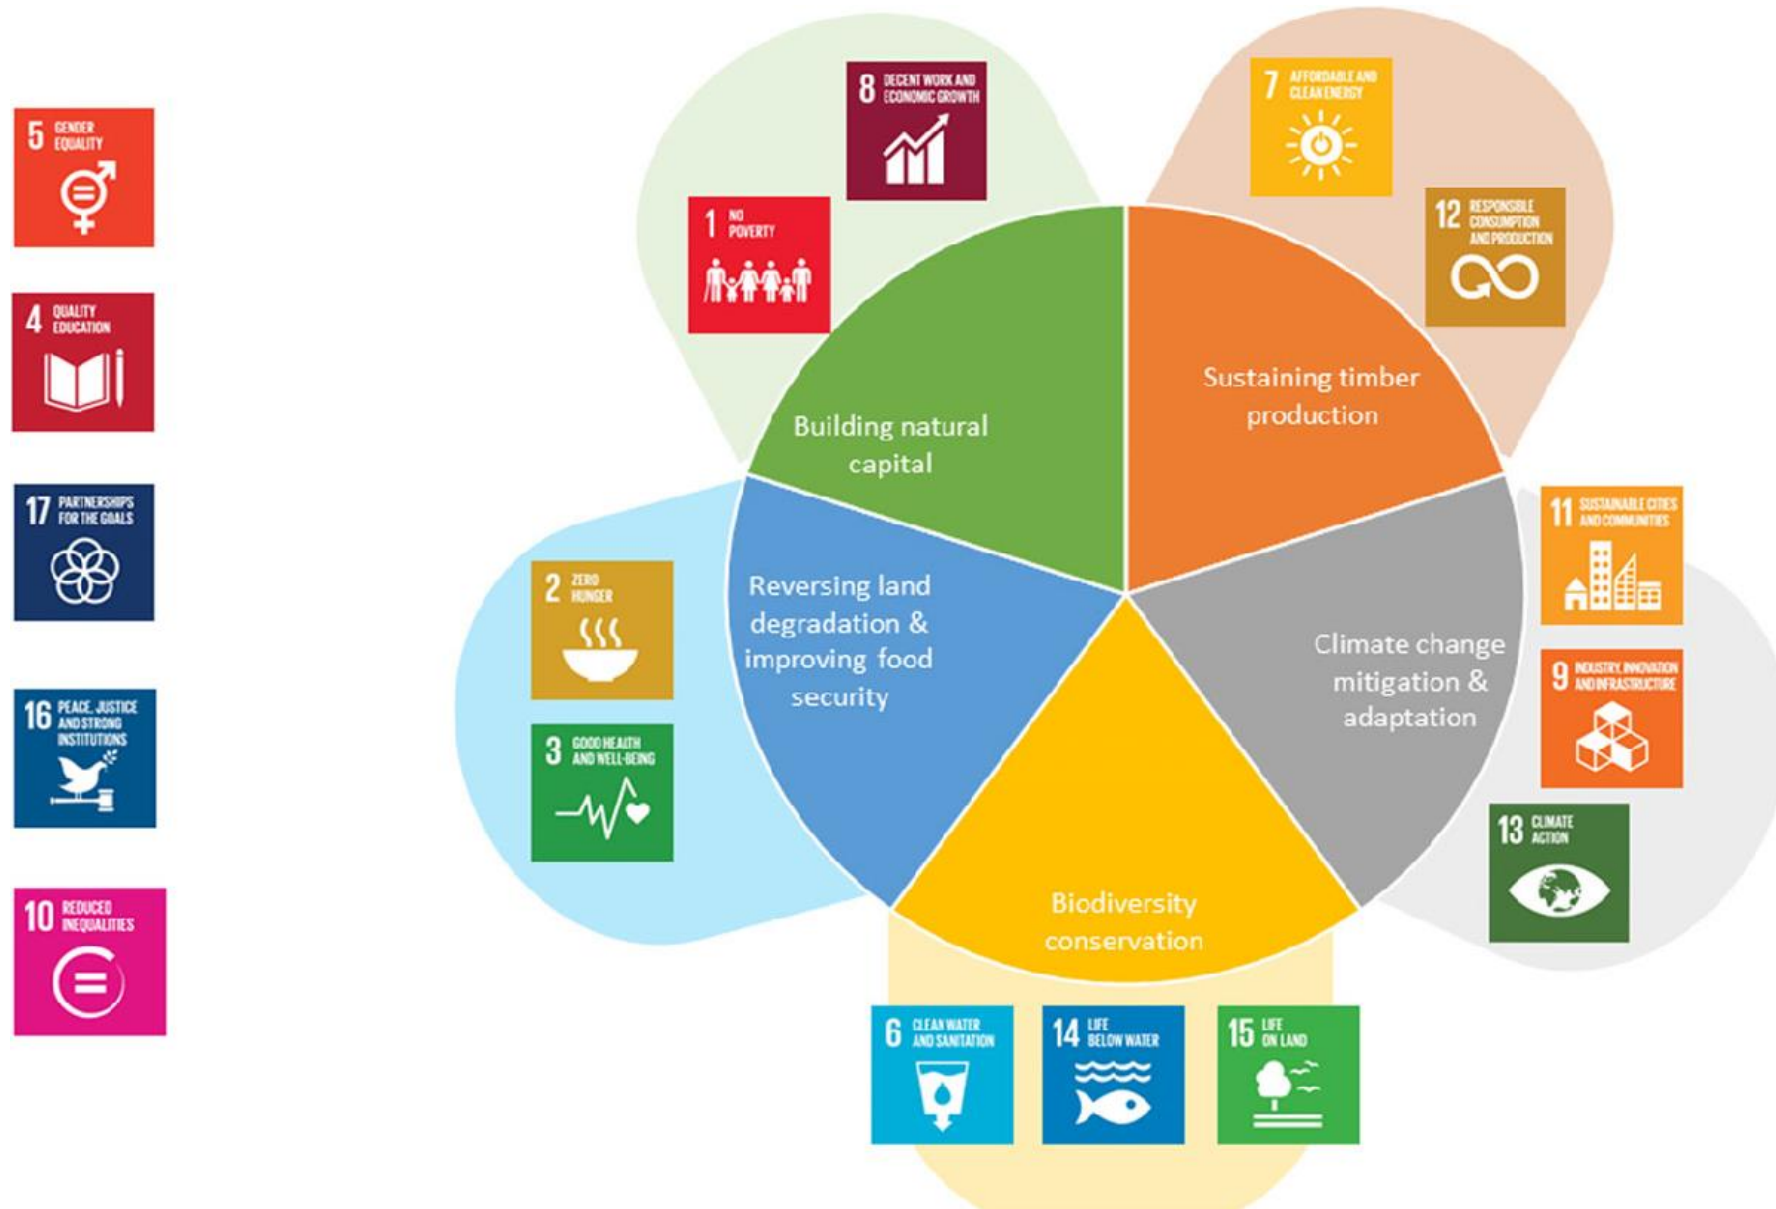 5 GENDER
EQUALITY
4 QUALITY
EDUCATION
17 PARTNERSHIPS
FOR THE GOALS
16 PEACE, JUSTICE
AND STRONG
INSTITUTIONS
10 REDUCED
INEQUALITIES
8 DECENT WORK AND
ECONOMIC GROWTH
1 NO
POVERTY
7 AFFORDABLE AND
CLEAN ENERGY
12 RESPONSIBLE
CONSUMPTION
AND PRODUCTION
Building natural
capital
Sustaining timber
production
2 ZERO
HUNGER
3 GOOD HEALTH
AND WELL-BEING
Reversing land
degradation &
improving food
security
Climate change
mitigation &
adaptation
11 SUSTAINABLE CITIES
AND COMMUNITIES
9 INDUSTRY, INNOVATION
AND INFRASTRUCTURE
13 CLIMATE
ACTION
Biodiversity
conservation
6 CLEAN WATER
AND SANITATION
14 LIFE
BELOW WATER
15 LIFE
ON LAND